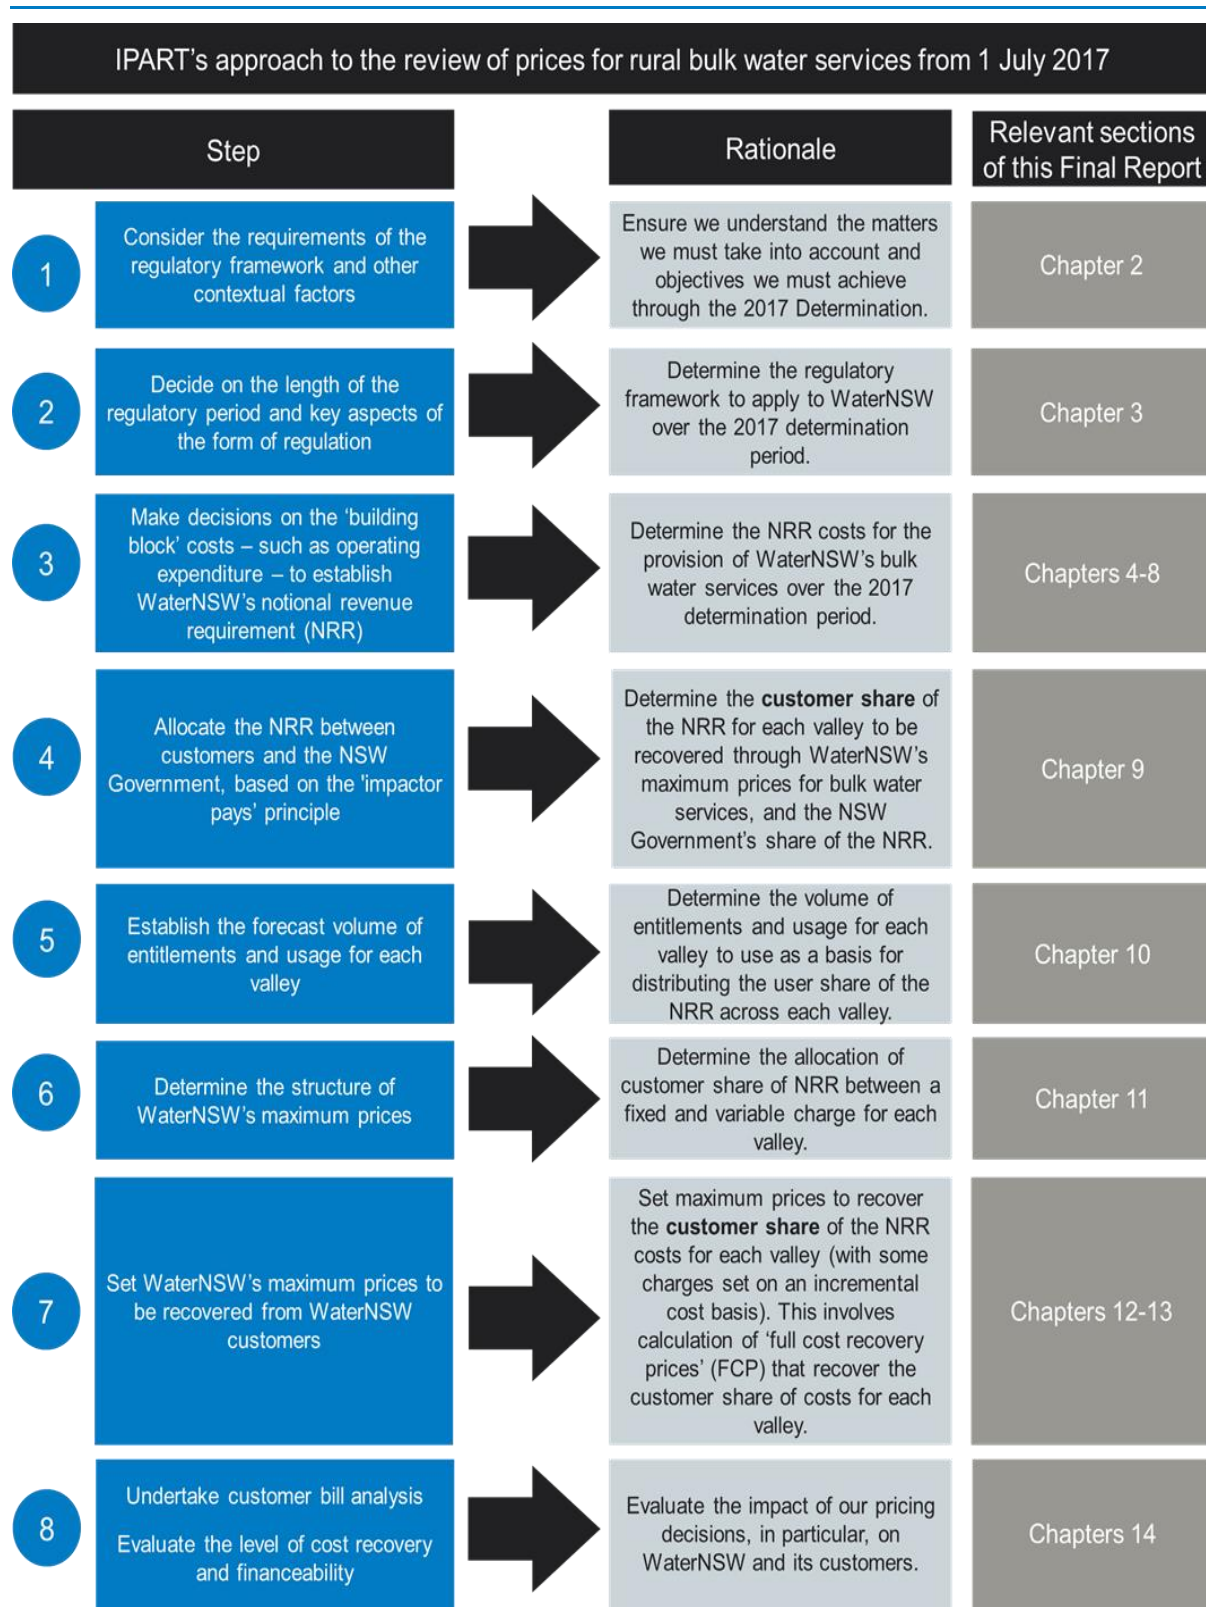 IPART's approach to the review of prices for rural bulk water services from 1 July 2017
Step
Rationale
Relevant sections
of this Final Report
1
Consider the requirements of the
regulatory framework and other
contextual factors
Ensure we understand the matters
we must take into account and
objectives we must achieve
through the 2017 Determination.
Chapter 2
2
Decide on the length of the
regulatory period and key aspects of
the form of regulation
Determine the regulatory
framework to apply to WaterNSW
over the 2017 determination
period.
Chapter 3
3
Make decisions on the 'building
block' costs – such as operating
expenditure – to establish
WaterNSW's notional revenue
requirement (NRR)
Determine the NRR costs for the
provision of WaterNSW's bulk
water services over the 2017
determination period.
Chapters 4-8
4
Allocate the NRR between
customers and the NSW
Government, based on the 'impactor
pays' principle
Determine the customer share of
the NRR for each valley to be
recovered through WaterNSW's
maximum prices for bulk water
services, and the NSW
Government's share of the NRR.
Chapter 9
5
Establish the forecast volume of
entitlements and usage for each
valley
Determine the volume of
entitlements and usage for each
valley to use as a basis for
distributing the user share of the
NRR across each valley.
Chapter 10
6
Determine the structure of
WaterNSW's maximum prices
Determine the allocation of
customer share of NRR between a
fixed and variable charge for each
valley.
Chapter 11
7
Set WaterNSW's maximum prices to
be recovered from WaterNSW
customers
Set maximum prices to recover
the customer share of the NRR
costs for each valley (with some
charges set on an incremental
cost basis). This involves
calculation of 'full cost recovery
prices' (FCP) that recover the
customer share of costs for each
valley.
Chapters 12-13
8
Undertake customer bill analysis
Evaluate the level of cost recovery
and financeability
Evaluate the impact of our pricing
decisions, in particular, on
WaterNSW and its customers.
Chapters 14